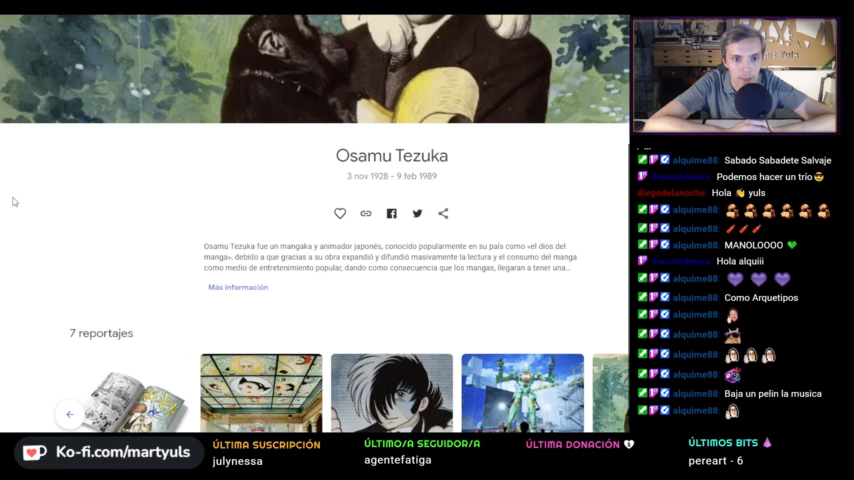 Osamu Tezuka
3 nov 1928 - 9 feb 1989
Osamu Tezuka fue un mangaka y animador japonés, conocido popularmente en su país como «el dios del
manga», debido a que gracias a su obra expandió y difundió masivamente la lectura y el consumo del manga
como medio de entretenimiento popular, dando como consecuencia que los mangas, llegaran a tener una...
Más información
7 reportajes
alquime88: Sabado Sabadete Salvaje
Podemos hacer un trío 😎
diegodelanoche: Hola 👋 yuls
alquime88:
alquime88:
alquime88: MANOLOOOO 💚
Hola alquiii
alquime88: 💜 💜 💜
alquime88: Como Arquetipos
alquime88:
alquime88:
alquime88:
alquime88:
alquime88: Baja un pelin la musica
alquime88:
Ko-fi.com/martyuls
ÚLTIMA SUSCRIPCIÓN
julynessa
ÚLTIMO/A SEGUIDOR/A
agentefatiga
ÚLTIMA DONACIÓN
ÚLTIMOS BITS
pereart - 6